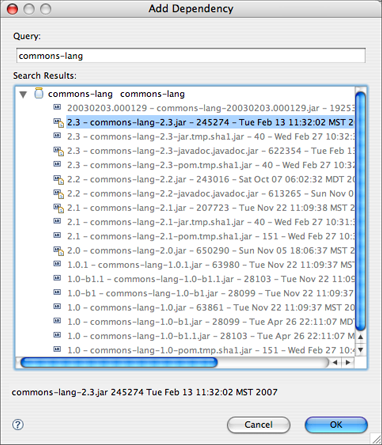 Add Dependency
Query:
commons-lang
Search Results:
commons-lang commons-lang
20030203.000129 – commons-lang-20030203.000129.jar – 19253
2.3 – commons-lang-2.3.jar – 245274 – Tue Feb 13 11:32:02 MST 2
2.3 – commons-lang-2.3-jar.tmp.sha1.jar – 40 – Wed Feb 27 10:32:
2.3 – commons-lang-2.3-javadoc.javadoc.jar – 622354 – Tue Feb 1
2.3 – commons-lang-2.3-pom.tmp.sha1.jar – 40 – Wed Feb 27 10:3
2.2 – commons-lang-2.2.jar – 243016 – Sat Oct 07 06:02:32 MDT 2
2.2 – commons-lang-2.2-javadoc.javadoc.jar – 613265 – Sun Nov 0
2.1 – commons-lang-2.1.jar – 207723 – Tue Nov 22 11:09:38 MST 2
2.1 – commons-lang-2.1-jar.tmp.sha1.jar – 40 – Wed Feb 27 10:31:
2.1 – commons-lang-2.1-pom.tmp.sha1.jar – 151 – Wed Feb 27 10:
2.0 – commons-lang-2.0.jar – 650290 – Sun Nov 05 18:06:37 MST 2
1.0.1 – commons-lang-1.0.1.jar – 63980 – Tue Nov 22 11:09:37 MS
1.0-b1.1 – commons-lang-1.0-b1.1.jar – 28103 – Tue Nov 22 11:09
1.0-b1 – commons-lang-1.0-b1.jar – 28099 – Tue Nov 22 11:09:37
1.0 – commons-lang-1.0.jar – 63861 – Tue Nov 22 11:09:37 MST 20
1.0 – commons-lang-1.0-b1.jar – 28099 – Tue Apr 26 22:11:07 MDT
1.0 – commons-lang-1.0-b1.1.jar – 28103 – Tue Apr 26 22:11:07 M
1.0 – commons-lang-1.0-pom.tmp.sha1.jar – 151 – Wed Feb 27 10:4
commons-lang-2.3.jar 245274 Tue Feb 13 11:32:02 MST 2007
Cancel
OK